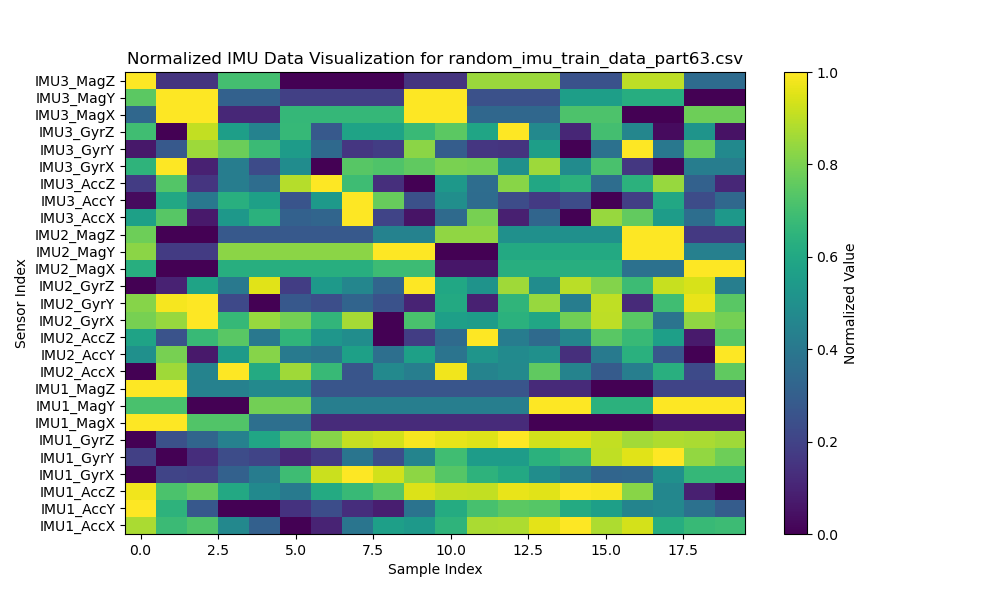 Normalized IMU Data Visualization for random_imu_train_data_part63.csv
IMU3_MagZ
IMU3_MagY
IMU3_MagX
IMU3_GyrZ
IMU3_GyrY
IMU3_GyrX
IMU3_AccZ
IMU3_AccY
IMU3_AccX
IMU2_MagZ
IMU2_MagY
IMU2_MagX
IMU2_GyrZ
IMU2_GyrY
IMU2_GyrX
IMU2_AccZ
IMU2_AccY
IMU2_AccX
IMU1_MagZ
IMU1_MagY
IMU1_MagX
IMU1_GyrZ
IMU1_GyrY
IMU1_GyrX
IMU1_AccZ
IMU1_AccY
IMU1_AccX
Sensor Index
0.0 2.5 5.0 7.5 10.0 12.5 15.0 17.5
Sample Index
1.0
0.8
0.6
0.4
0.2
0.0
Normalized Value